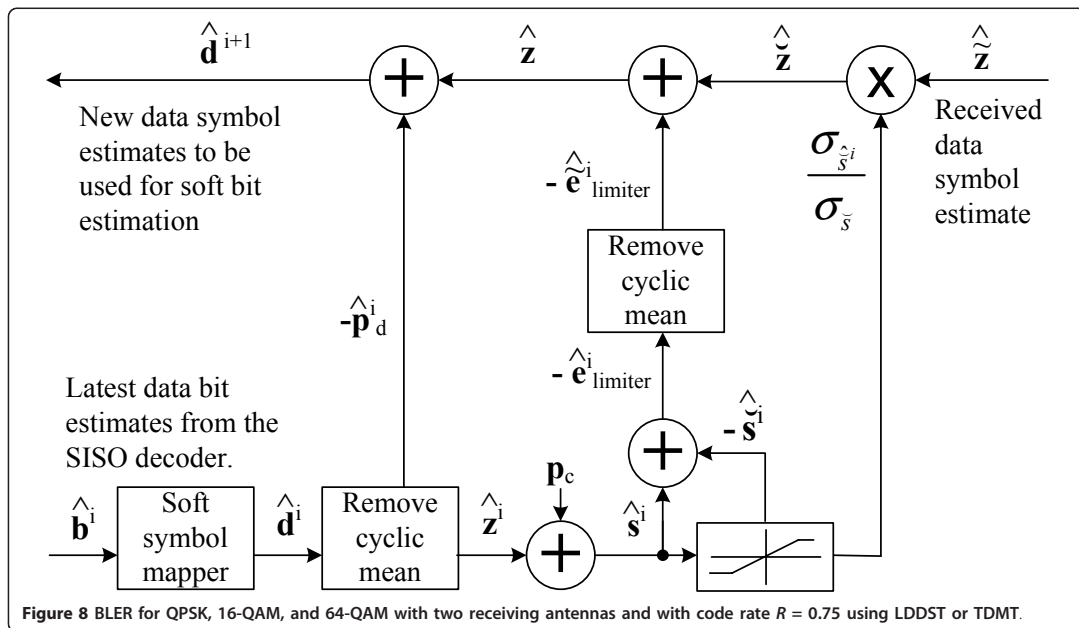 d̂ i+1
ẑ
ẑ̆
ẑ̃
+
+
X
New data symbol
estimates to be
used for soft bit
estimation
Received
data
symbol
estimate
σ ŝ̆ i
σ s̆
- ẽ̂ i limiter
Remove
cyclic
mean
- p̂ i d
- ê i limiter
Latest data bit
estimates from the
SISO decoder.
+
- ŝ̆ i
p c
b̂ i
Soft
symbol
mapper
d̂ i
Remove
cyclic
mean
ẑ i
+
ŝ i
Figure 8 BLER for QPSK, 16-QAM, and 64-QAM with two receiving antennas and with code rate R = 0.75 using LDDST or TDMT.